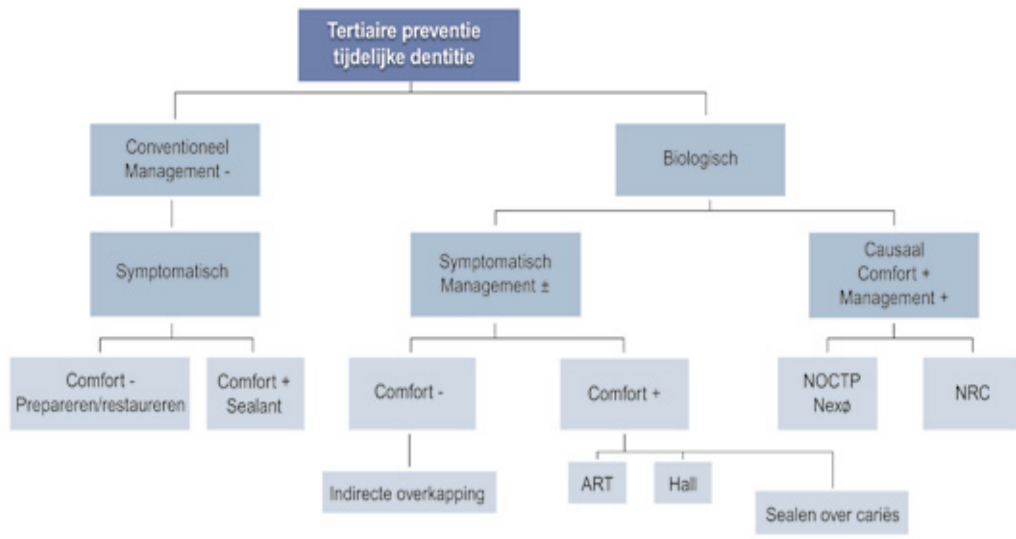 Tertiaire preventie
tijdelijke dentitie
Conventioneel
Management -
Biologisch
Symptomatisch
Symptomatisch
Management ±
Causaal
Comfort +
Management +
Comfort -
Prepareren/restaureren
Comfort +
Sealant
Comfort -
Comfort +
NOCTP
Nexø
NRC
Indirecte overkapping
ART
Hall
Sealen over cariës